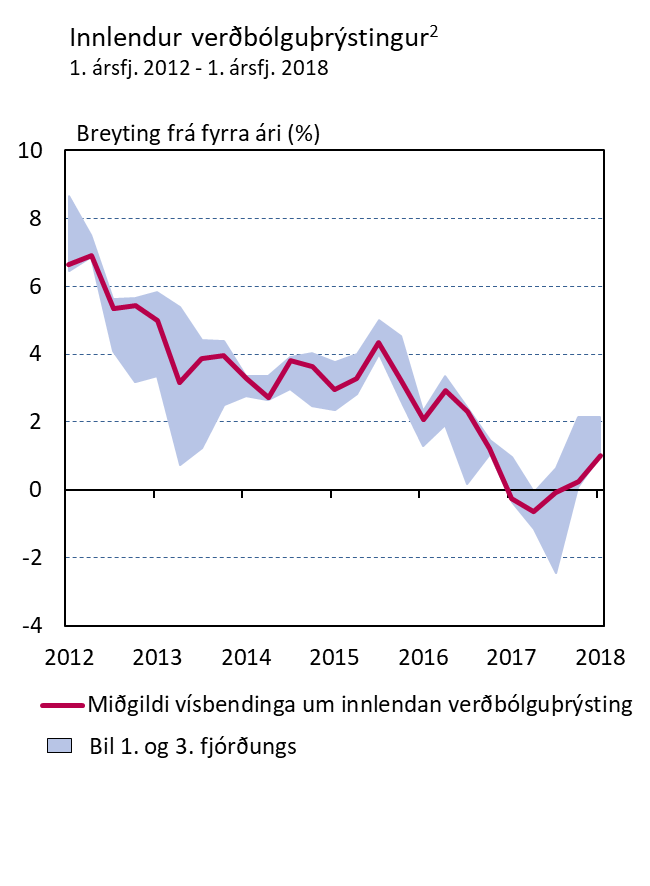 Innlendur verðbólguþrýstingur2
1. ársfj. 2012 - 1. ársfj. 2018
Breyting frá fyrra ári (%)
10
8
6
4
2
0
-2
-4
2012 2013 2014 2015 2016 2017 2018
Miðgildi vísbendinga um innlendan verðbólguþrýsting
Bil 1. og 3. fjórðungs